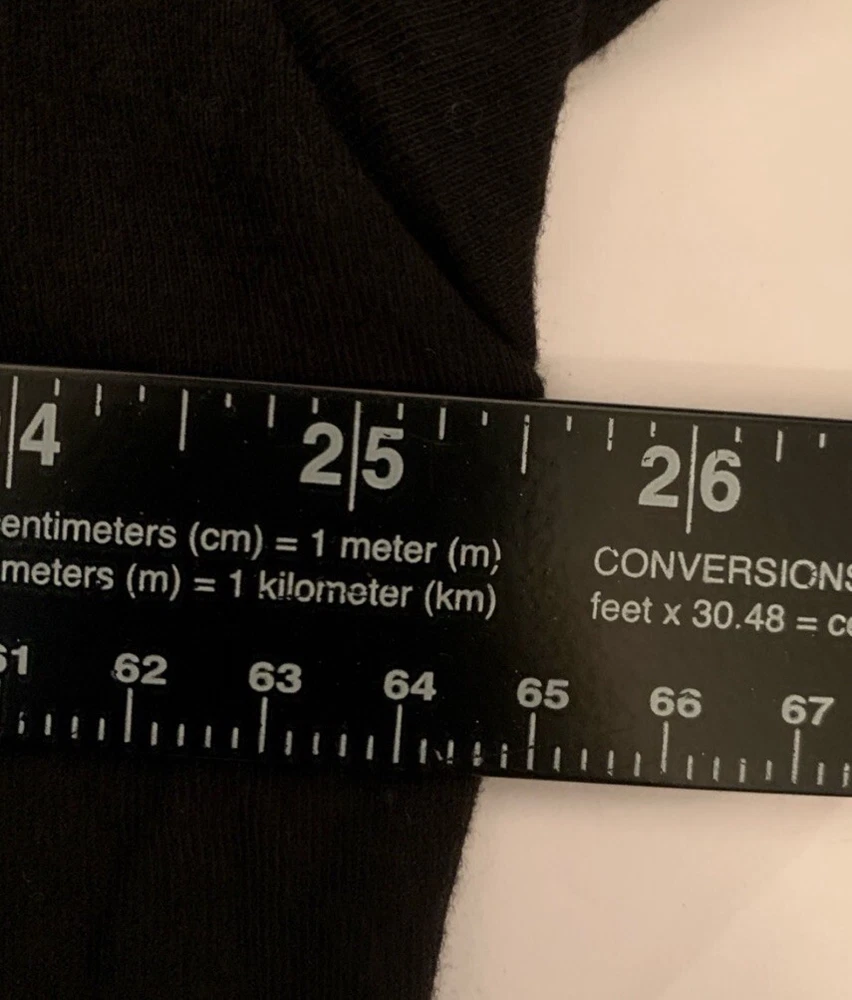 4 25 26
entimeters (cm) = 1 meter (m)
meters (m) = 1 kilometer (km)
CONVERSIONS
feet x 30.48 = c
61 62 63 64 65 66 67